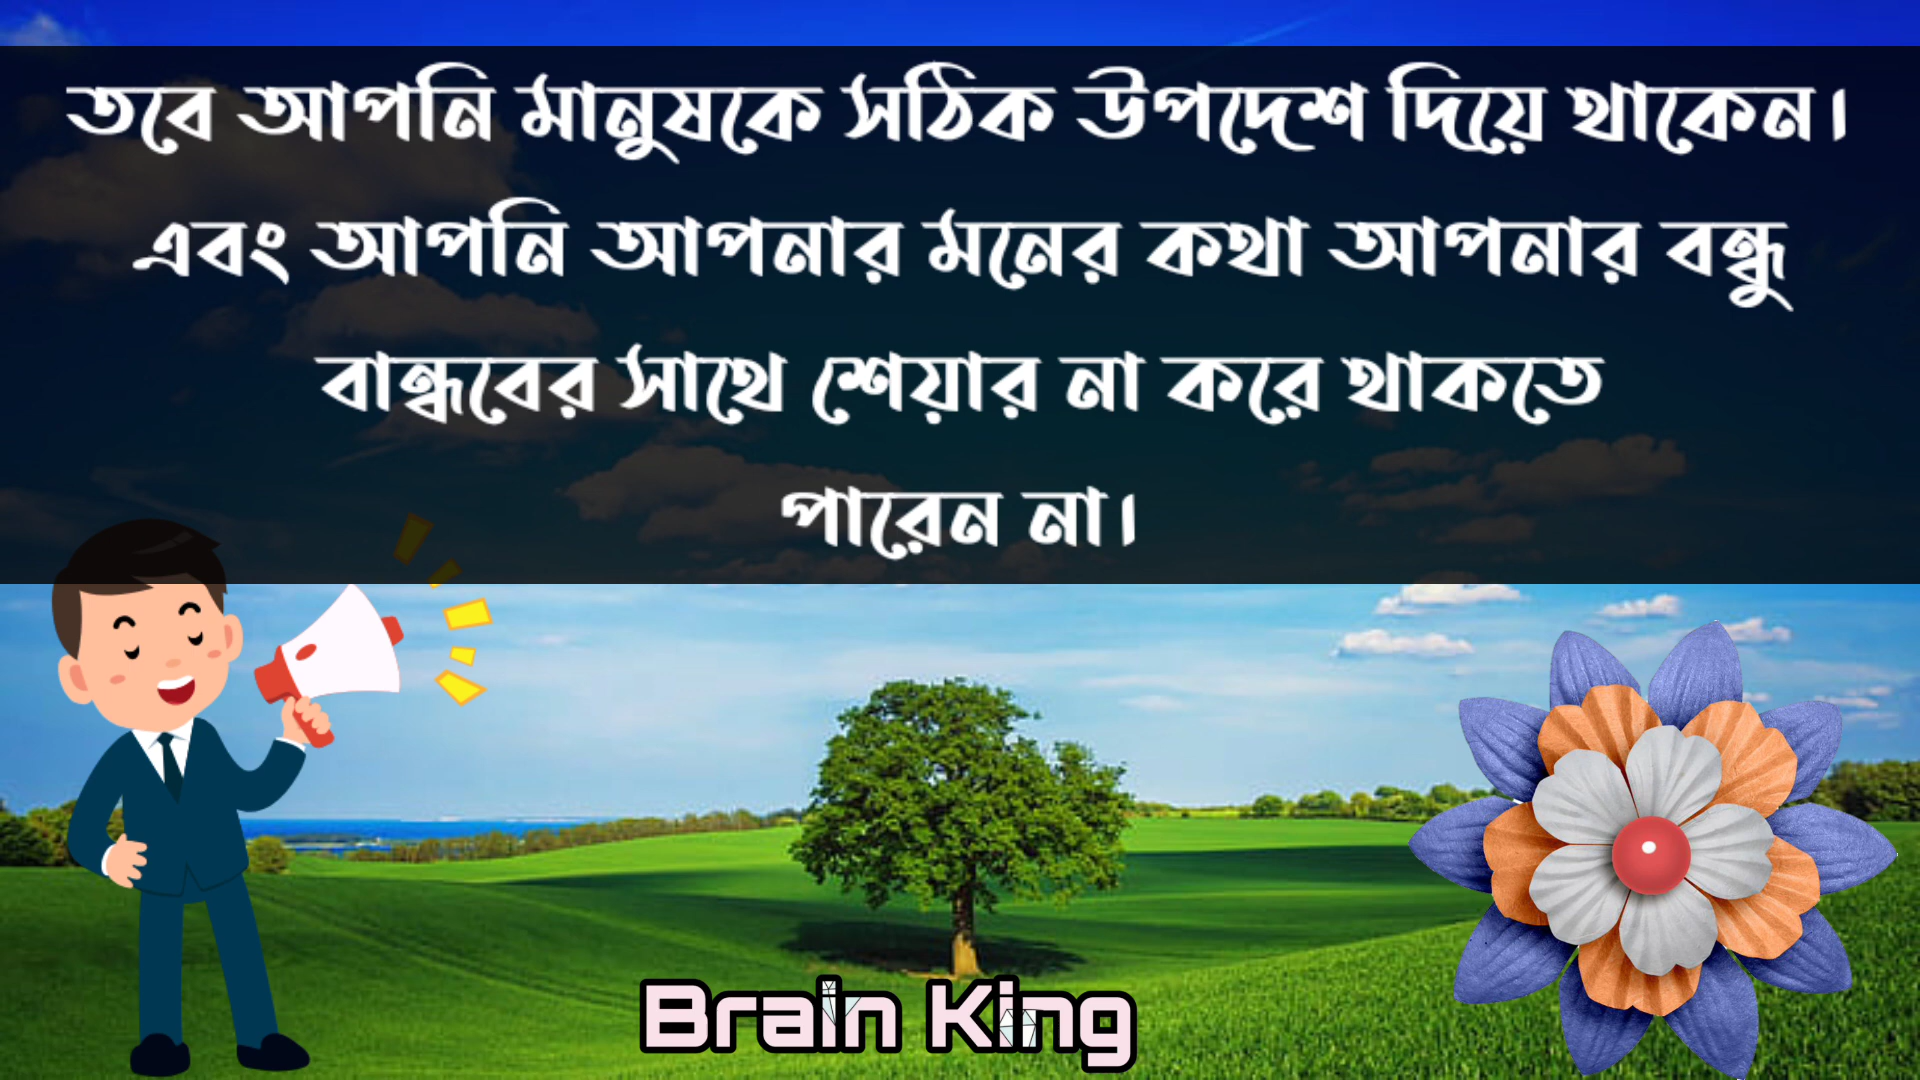 তবে আপনি মানুষকে সঠিক উপদেশ দিয়ে থাকেন।
এবং আপনি আপনার মনের কথা আপনার বন্ধু
বান্ধবের সাথে শেয়ার না করে থাকতে
পারেন না।
Brain King